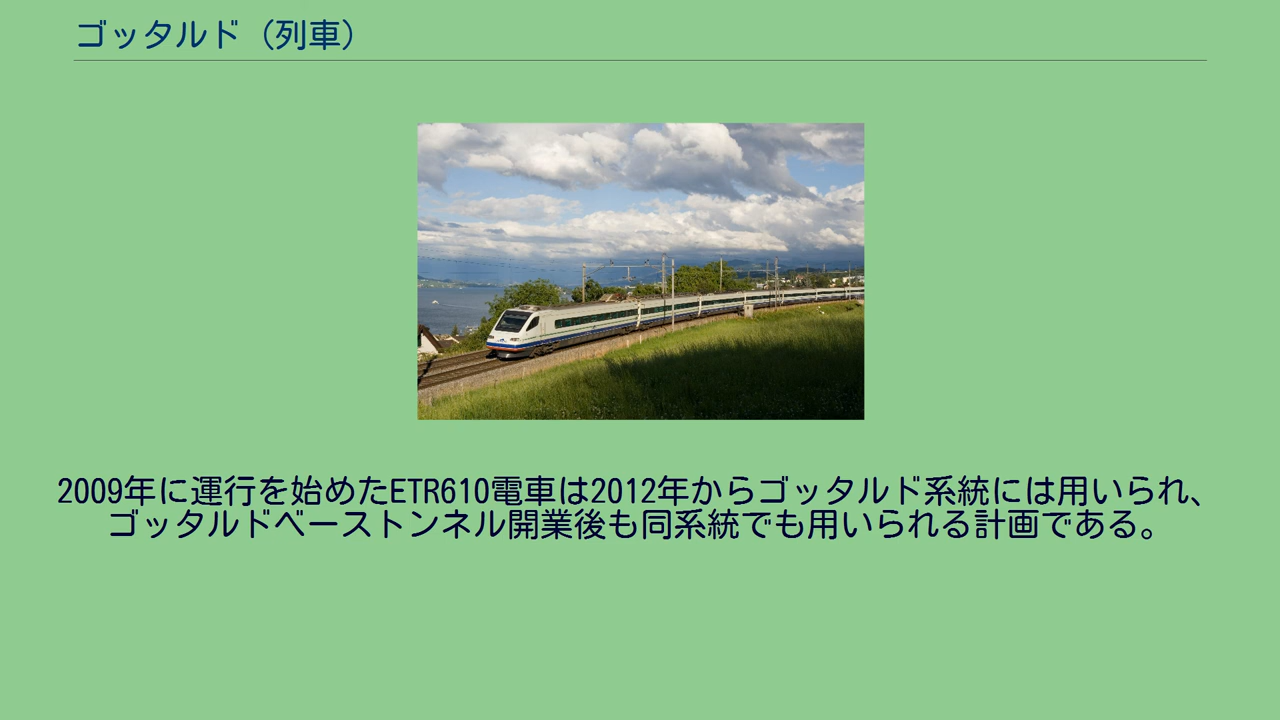 ゴッタルド（列車）
2009年に運行を始めたETR610電車は2012年からゴッタルド系統には用いられ、
ゴッタルドベーストンネル開業後も同系統でも用いられる計画である。